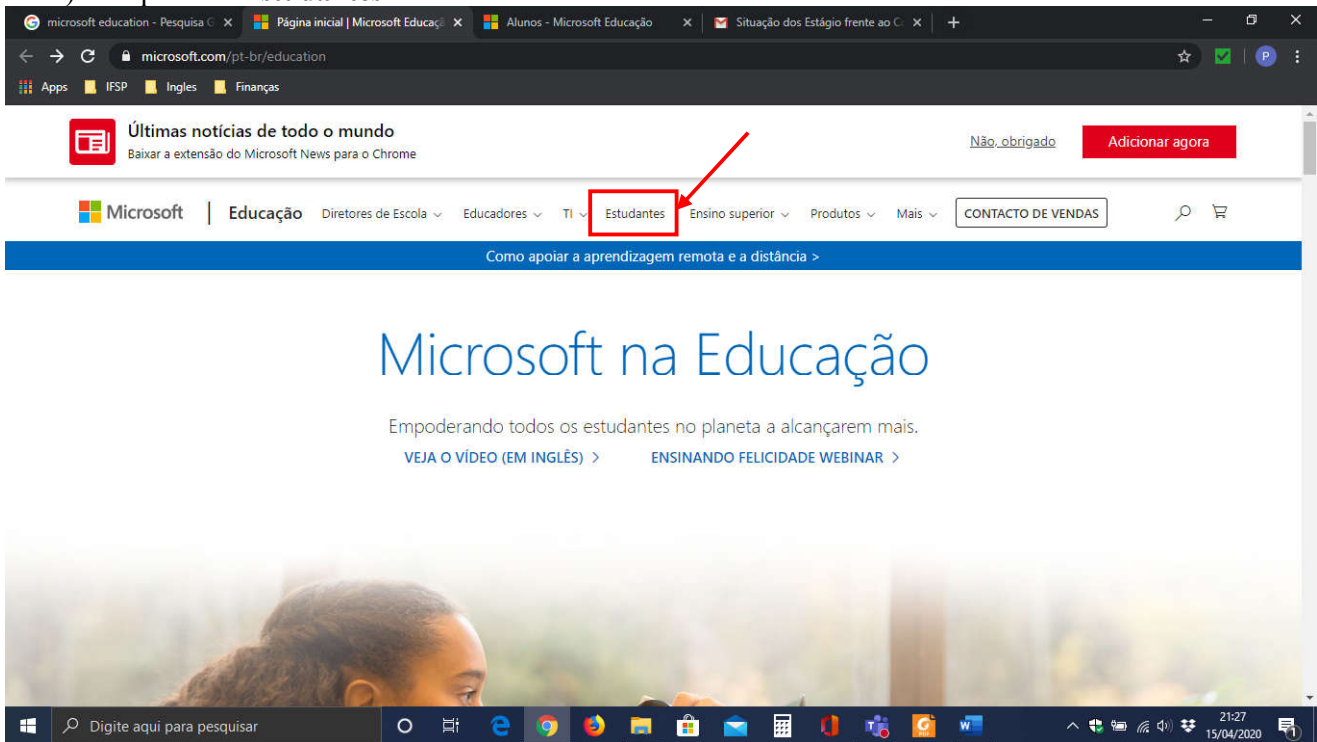 microsoft education - Pesquisa G
Página inicial | Microsoft Educaçã
Alunos - Microsoft Educação
Situação dos Estágio frente ao C
microsoft.com/pt-br/education
P
Apps IFSP Ingles Finanças
Últimas notícias de todo o mundo
Baixar a extensão do Microsoft News para o Chrome
Não, obrigado
Adicionar agora
Microsoft | Educação Diretores de Escola Educadores TI Estudantes Ensino superior Produtos Mais CONTACTO DE VENDAS
Como apoiar a aprendizagem remota e a distância >
Microsoft na Educação
Empoderando todos os estudantes no planeta a alcançarem mais.
VEJA O VÍDEO (EM INGLÊS) > ENSINANDO FELICIDADE WEBINAR >
Digite aqui para pesquisar
21:27
15/04/2020